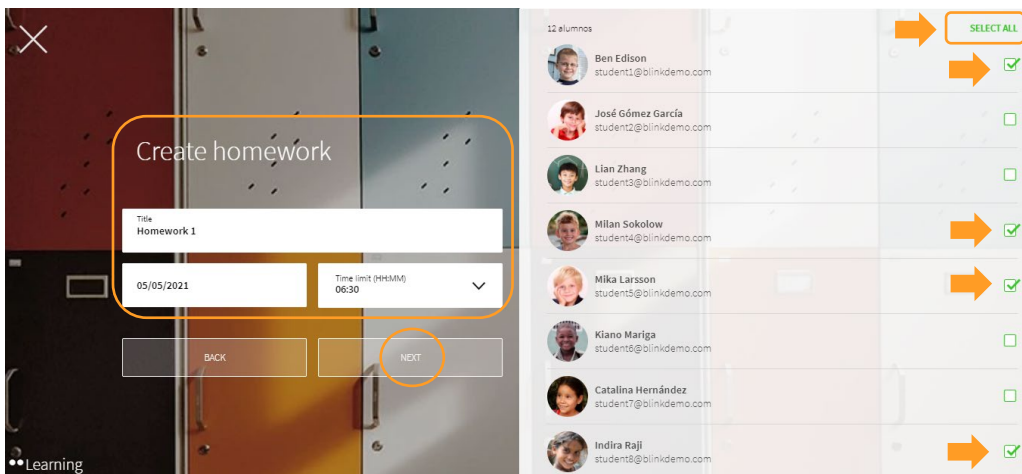 Create homework
Title
Homework 1
05/05/2021
Time limit (HH:MM)
06:30
BACK
NEXT
Learning
12 alumnos
SELECT ALL
Ben Edison
student1@blinkdemo.com
José Gómez García
student2@blinkdemo.com
Lian Zhang
student3@blinkdemo.com
Milan Sokolow
student4@blinkdemo.com
Mika Larsson
student5@blinkdemo.com
Kiano Mariga
student6@blinkdemo.com
Catalina Hernández
student7@blinkdemo.com
Indira Raji
student8@blinkdemo.com